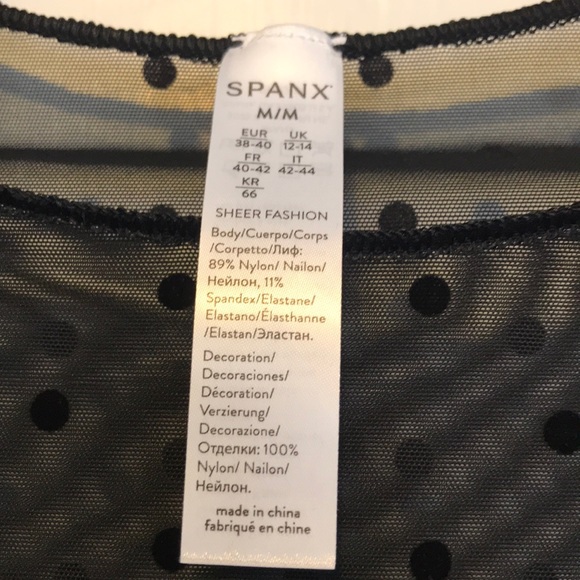 SPANX
M/M
EUR UK
38-40 12-14
FR IT
40-42 42-44
KR
66
SHEER FASHION
Body/Cuerpo/Corps
/Corpetto/Лиф:
89% Nylon/ Nailon/
Нейлон, 11%
Spandex/Elastane/
Elastano/Élasthanne
/Elastan/Эластан.
Decoration/
Decoraciones/
Décoration/
Verzierung/
Decorazione/
Отделки: 100%
Nylon/ Nailon/
Нейлон.
made in china
fabriqué en chine